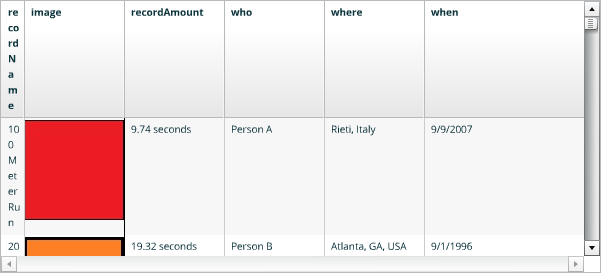 recordName image recordAmount who where when
100 Meter Run 9.74 seconds Person A Rieti, Italy 9/9/2007
20 19.32 seconds Person B Atlanta, GA, USA 9/1/1996